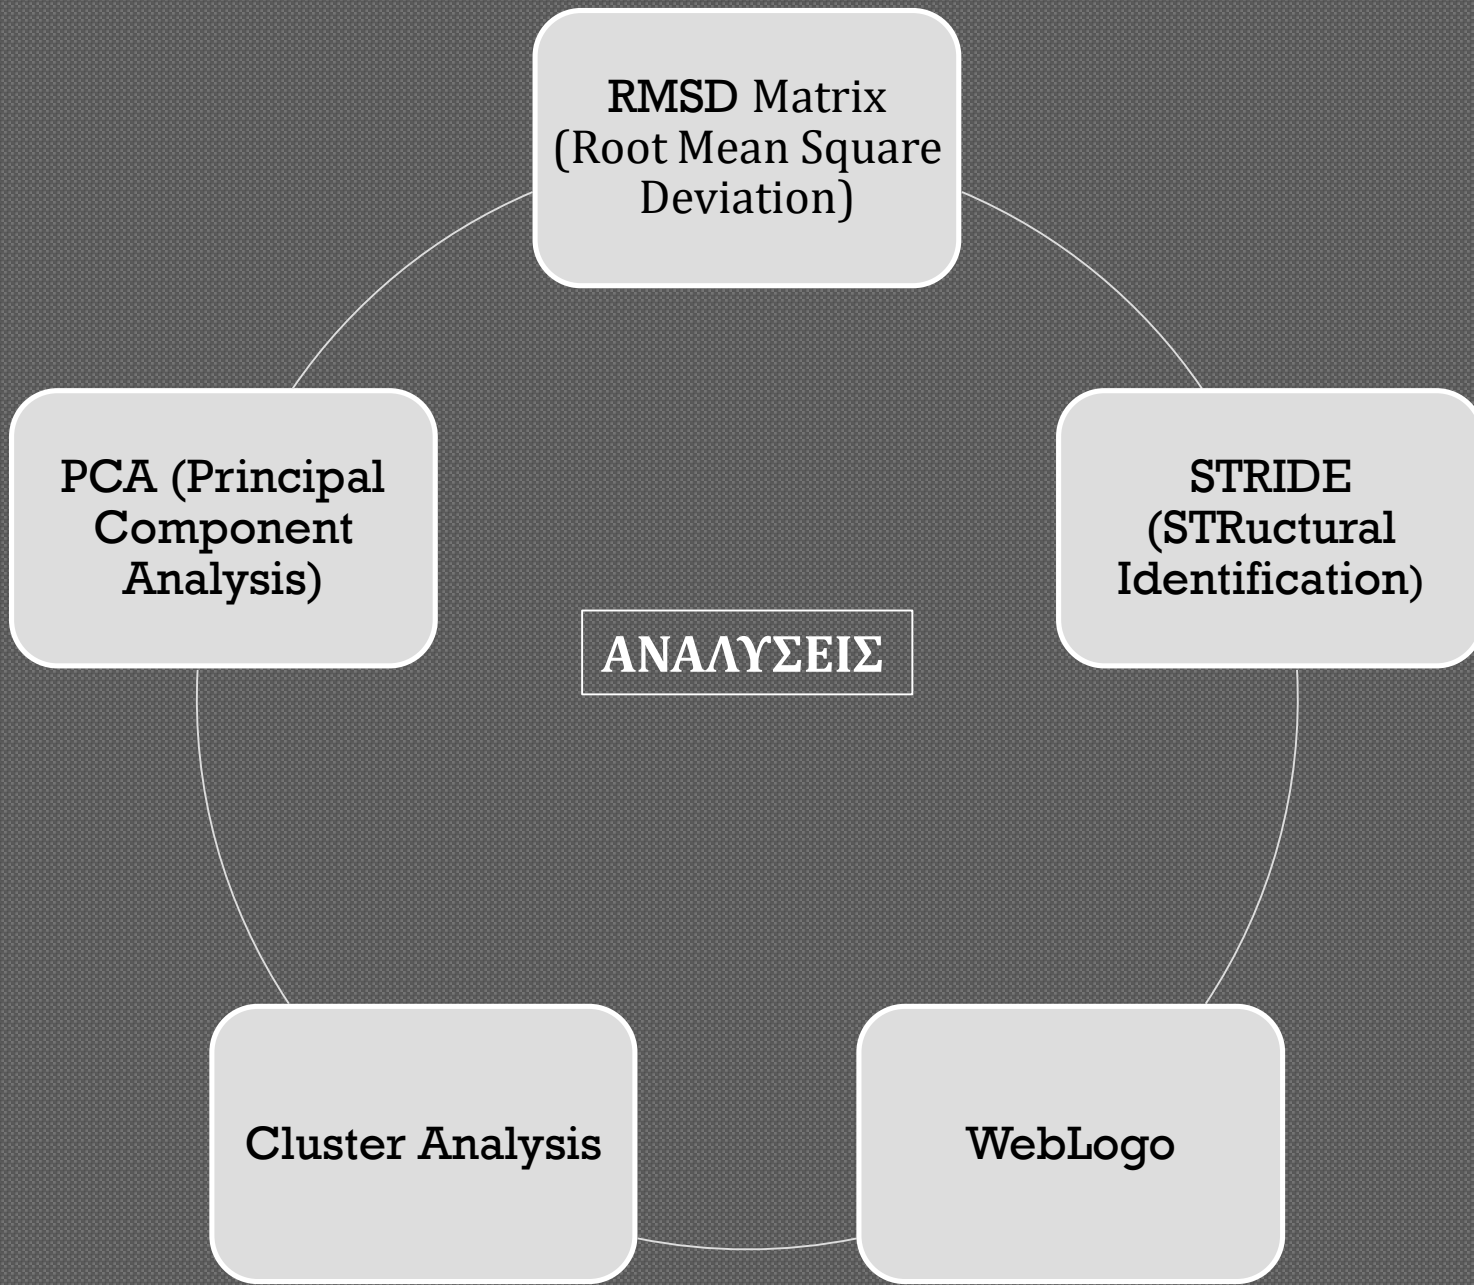 RMSD Matrix
(Root Mean Square
Deviation)
PCA (Principal
Component
Analysis)
STRIDE
(STRuctural
Identification)
ΑΝΑΛΥΣΕΙΣ
Cluster Analysis
WebLogo